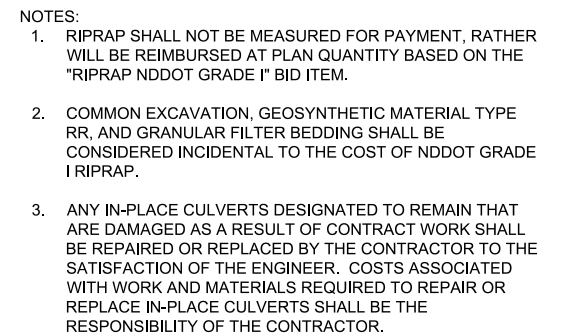 NOTES:
1. RIPRAP SHALL NOT BE MEASURED FOR PAYMENT, RATHER
WILL BE REIMBURSED AT PLAN QUANTITY BASED ON THE
"RIPRAP NDDOT GRADE I" BID ITEM.
2. COMMON EXCAVATION, GEOSYNTHETIC MATERIAL TYPE
RR, AND GRANULAR FILTER BEDDING SHALL BE
CONSIDERED INCIDENTAL TO THE COST OF NDDOT GRADE
I RIPRAP.
3. ANY IN-PLACE CULVERTS DESIGNATED TO REMAIN THAT
ARE DAMAGED AS A RESULT OF CONTRACT WORK SHALL
BE REPAIRED OR REPLACED BY THE CONTRACTOR TO THE
SATISFACTION OF THE ENGINEER. COSTS ASSOCIATED
WITH WORK AND MATERIALS REQUIRED TO REPAIR OR
REPLACE IN-PLACE CULVERTS SHALL BE THE
RESPONSIBILITY OF THE CONTRACTOR.